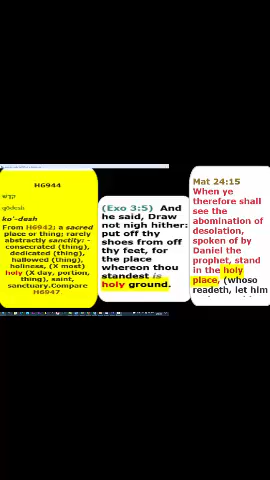 H6944
קדשׁ
qôdesh
ko'-desh
From H6942; a sacred
place or thing; rarely
abstractly sanctity: -
consecrated (thing),
dedicated (thing),
hallowed (thing),
holiness, (X most)
holy (X day, portion,
thing), saint,
sanctuary.Compare
H6947
(Exo 3:5) And
he said, Draw
not nigh hither:
put off thy
shoes from off
thy feet, for
the place
whereon thou
standest is
holy ground.
Mat 24:15
When ye
therefore shall
see the
abomination of
desolation,
spoken of by
Daniel the
prophet, stand
in the holy
place, (whoso
readeth, let him